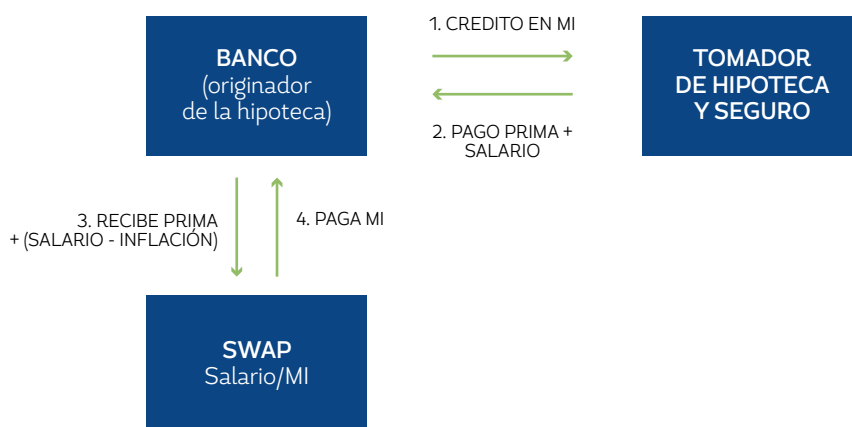 1. CREDITO EN MI
BANCO
(originador
de la hipoteca)
TOMADOR
DE HIPOTECA
Y SEGURO
2. PAGO PRIMA +
SALARIO
3. RECIBE PRIMA
+ (SALARIO - INFLACIÓN)
4. PAGA MI
SWAP
Salario/MI